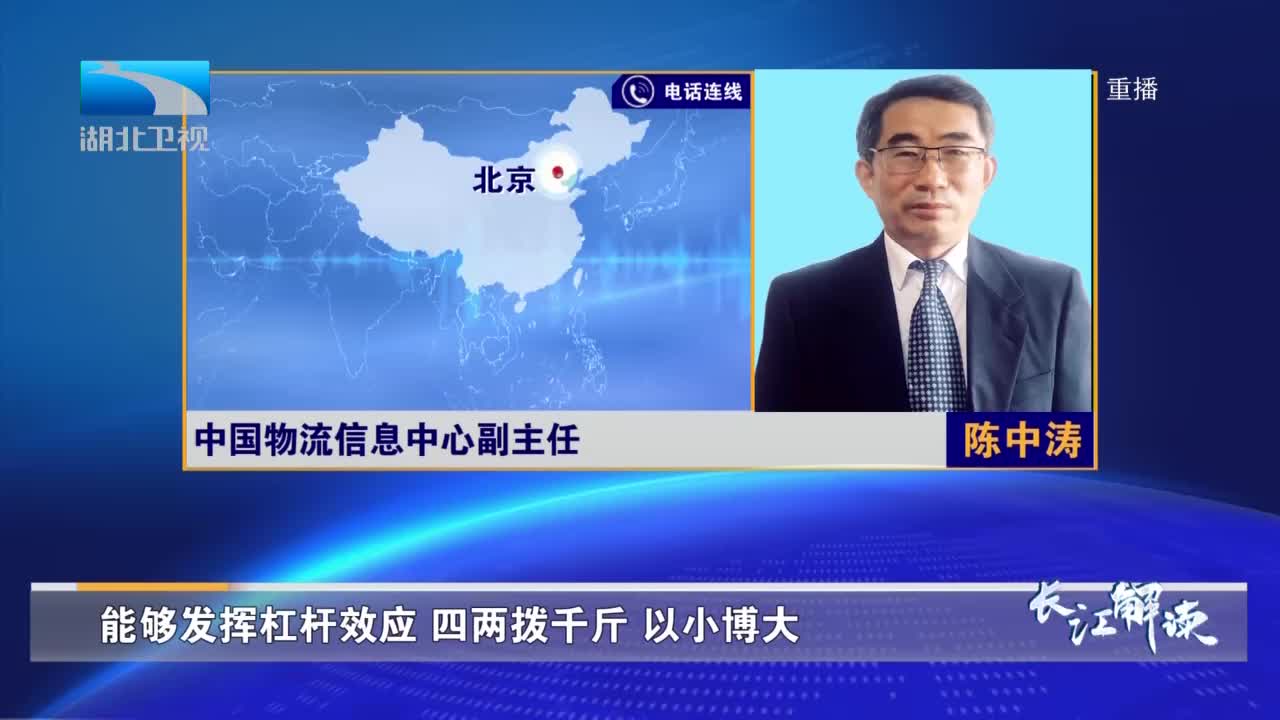 湖北卫视
电话连线
重播
北京
中国物流信息中心副主任
陈中涛
能够发挥杠杆效应 四两拨千斤 以小博大
长江解读